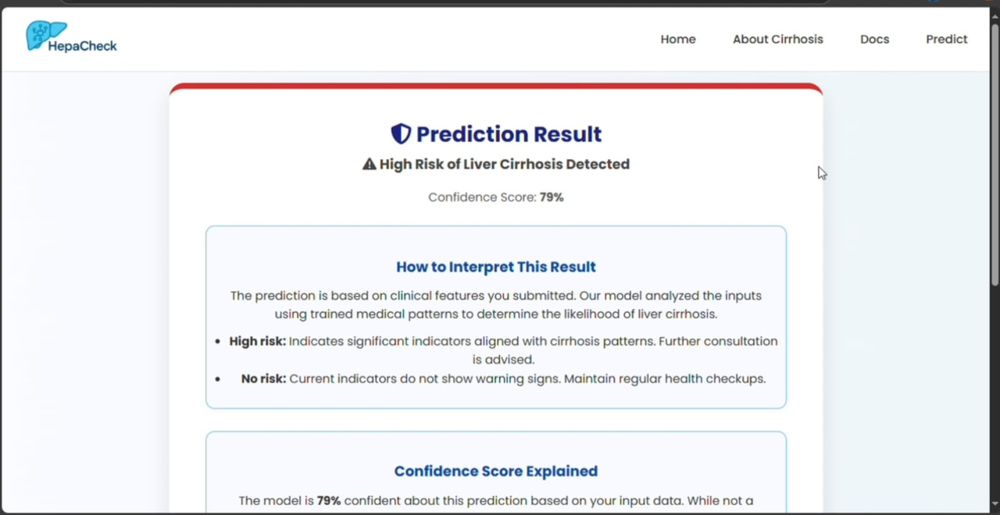 HepaCheck
Home
About Cirrhosis
Docs
Predict
Prediction Result
High Risk of Liver Cirrhosis Detected
Confidence Score: 79%
How to Interpret This Result
The prediction is based on clinical features you submitted. Our model analyzed the inputs
using trained medical patterns to determine the likelihood of liver cirrhosis.
• High risk: Indicates significant indicators aligned with cirrhosis patterns. Further consultation
is advised.
• No risk: Current indicators do not show warning signs. Maintain regular health checkups.
Confidence Score Explained
The model is 79% confident about this prediction based on your input data. While not a